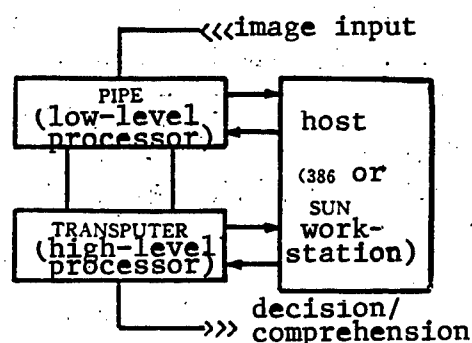 <<<image input
PIPE
(low-level
processor)
host
(386 or
SUN
work-
station)
TRANSPUTER
(high-level
processor)
decision/
>>> comprehension